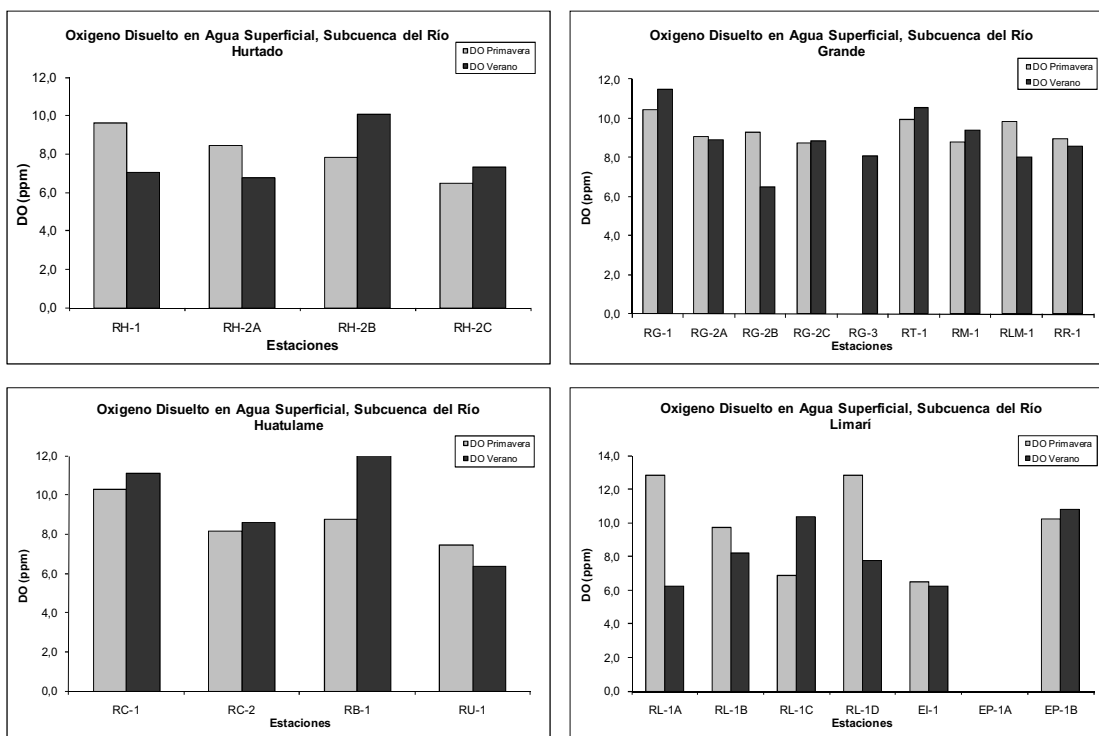 Oxigeno Disuelto en Agua Superficial, Subcuenca del Río
Hurtado
DO Primavera
DO Verano
12,0
10,0
8,0
6,0
4,0
2,0
0,0
DO (ppm)
RH-1 RH-2A RH-2B RH-2C
Estaciones
Oxigeno Disuelto en Agua Superficial, Subcuenca del Río
Grande
DO Primavera
DO Verano
12,0
10,0
8,0
6,0
4,0
2,0
0,0
DO (ppm)
RG-1 RG-2A RG-2B RG-2C RG-3 RT-1 RM-1 RLM-1 RR-1
Estaciones
Oxigeno Disuelto en Agua Superficial, Subcuenca del Río
Huatulame
DO Primavera
DO Verano
12,0
10,0
8,0
6,0
4,0
2,0
0,0
DO (ppm)
RC-1 RC-2 RB-1 RU-1
Estaciones
Oxigeno Disuelto en Agua Superficial, Subcuenca del Río
Limarí
DO Primavera
DO Verano
14,0
12,0
10,0
8,0
6,0
4,0
2,0
0,0
DO (ppm)
RL-1A RL-1B RL-1C RL-1D EI-1 EP-1A EP-1B
Estaciones